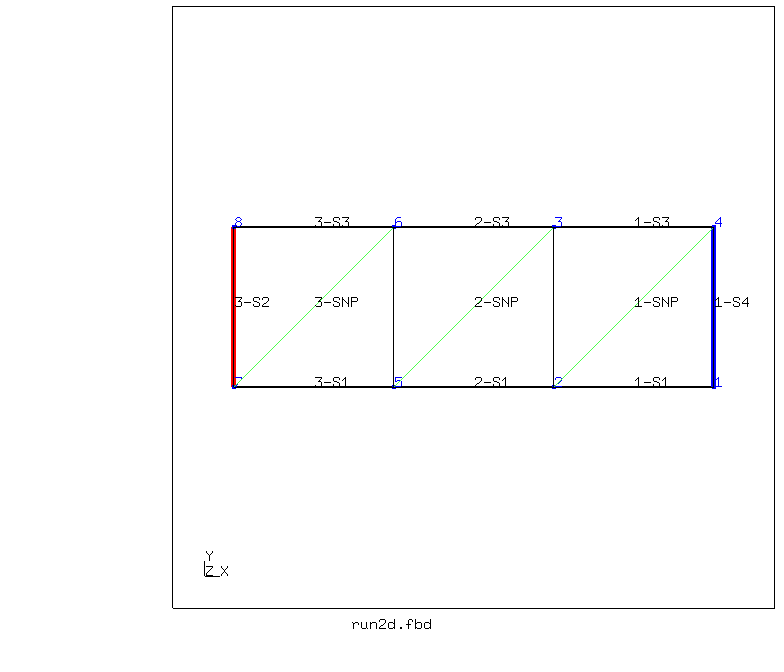 8 3-S3 6 2-S3 3 1-S3 4
3-S2 3-SNP 2-SNP 1-SNP 1-S4
7 3-S1 5 2-S1 2 1-S1 1
Y
Z X
run2d.fbd